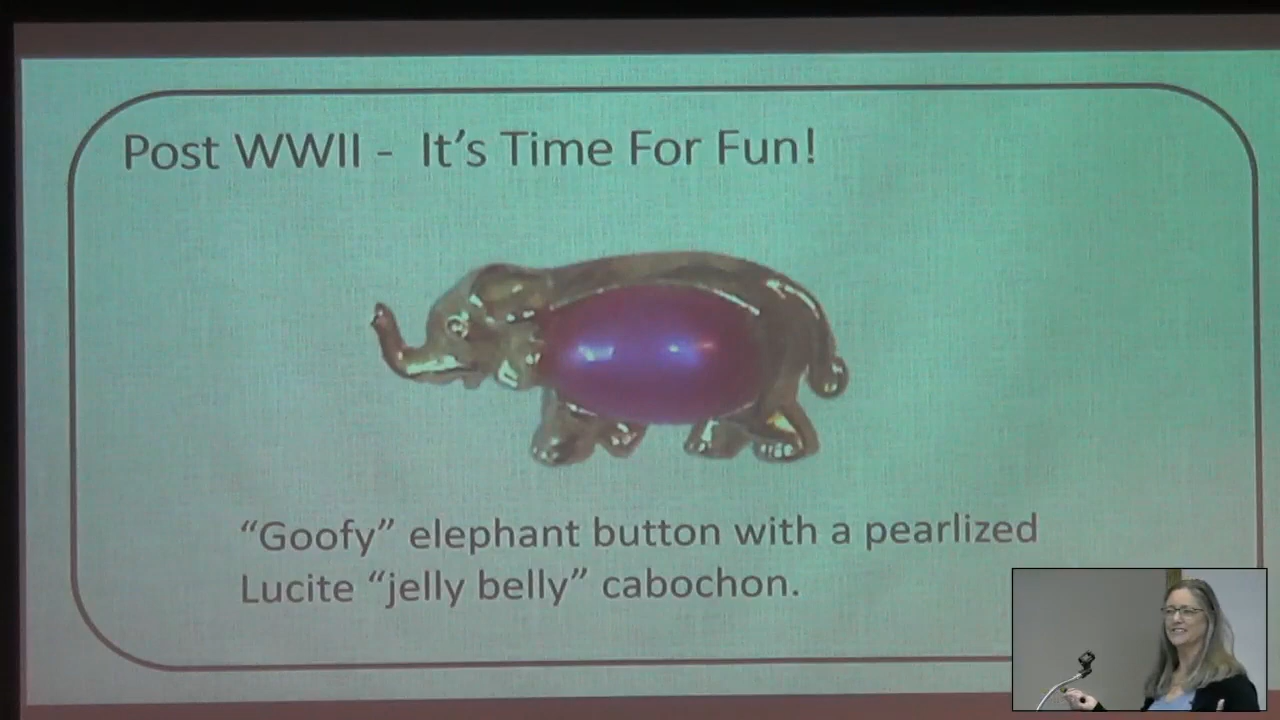 Post WWII - It's Time For Fun!
“Goofy” elephant button with a pearlized
Lucite “jelly belly” cabochon.